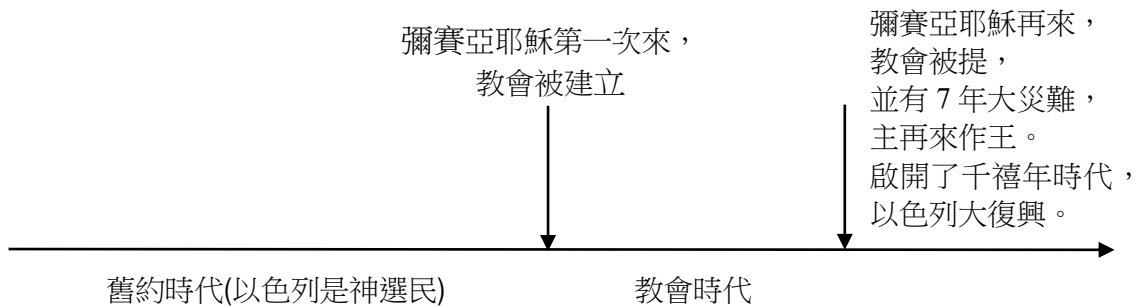 彌賽亞耶穌第一次來，
教會被建立
彌賽亞耶穌再來，
教會被提，
並有 7 年大災難，
主再來作王。
啟開了千禧年時代，
以色列大復興。
舊約時代(以色列是神選民)
教會時代